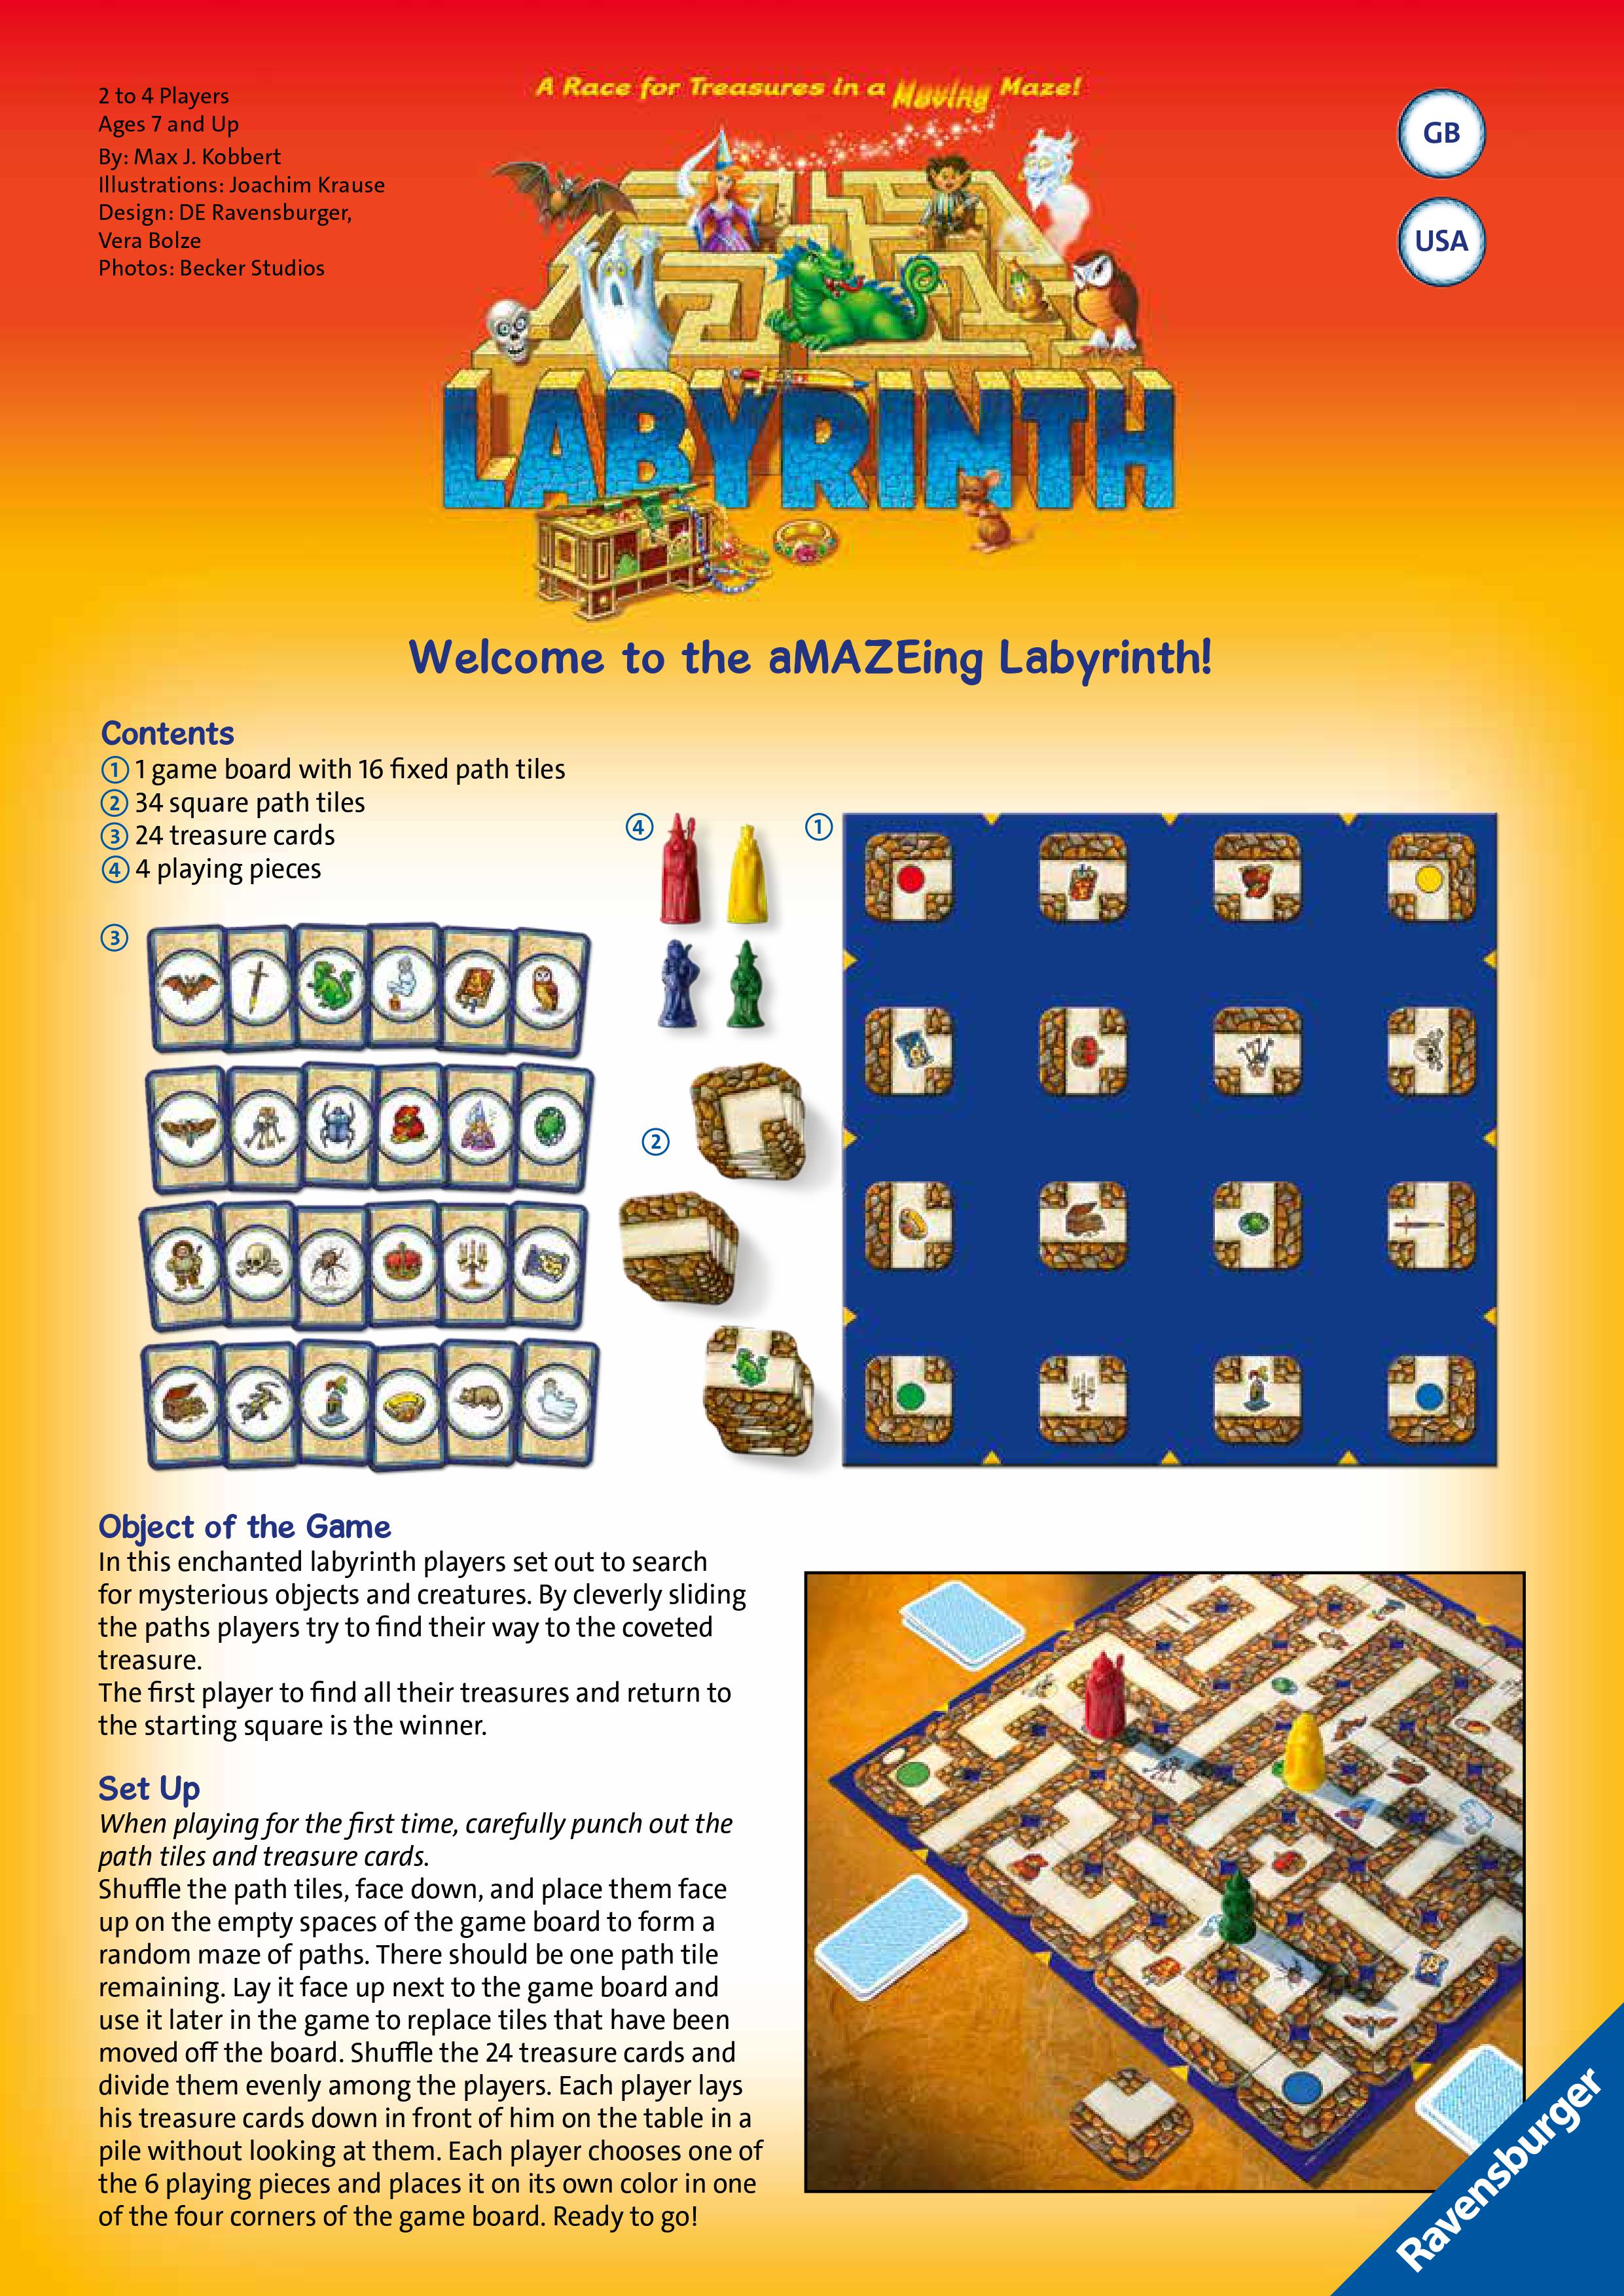 2 to 4 Players
Ages 7 and Up
By: Max J. Kobbert
Illustrations: Joachim Krause
Design: DE Ravensburger,
Vera Bolze
Photos: Becker Studios
A Race for Treasures in a Moving Maze!
GB
USA
LABYRINTH
Welcome to the aMAZEing Labyrinth!
Contents
① 1 game board with 16 fixed path tiles
② 34 square path tiles
③ 24 treasure cards
④ 4 playing pieces
④
①
③
②
Object of the Game
In this enchanted labyrinth players set out to search
for mysterious objects and creatures. By cleverly sliding
the paths players try to find their way to the coveted
treasure.
The first player to find all their treasures and return to
the starting square is the winner.
Set Up
When playing for the first time, carefully punch out the
path tiles and treasure cards.
Shuffle the path tiles, face down, and place them face
up on the empty spaces of the game board to form a
random maze of paths. There should be one path tile
remaining. Lay it face up next to the game board and
use it later in the game to replace tiles that have been
moved off the board. Shuffle the 24 treasure cards and
divide them evenly among the players. Each player lays
his treasure cards down in front of him on the table in a
pile without looking at them. Each player chooses one of
the 6 playing pieces and places it on its own color in one
of the four corners of the game board. Ready to go!
Ravensburger